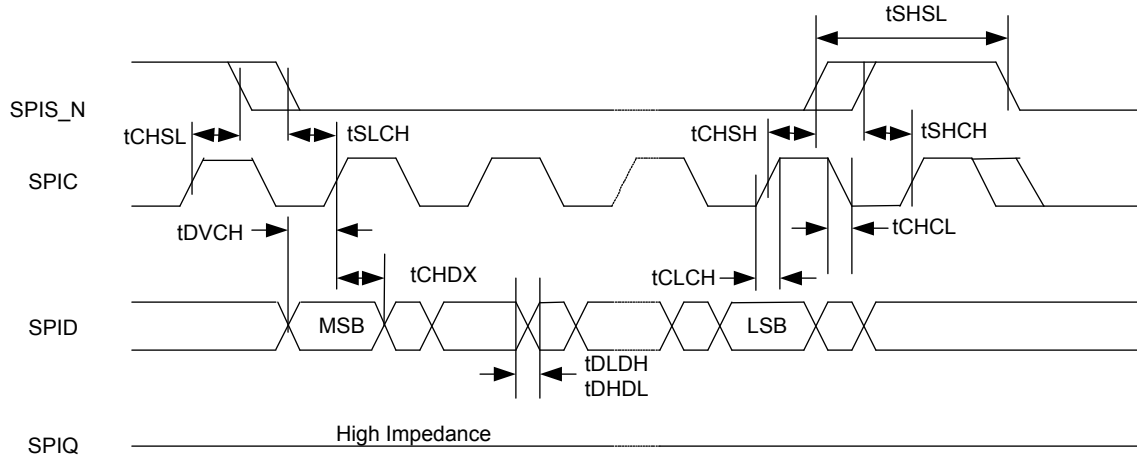 tSHSL
SPIS_N
tCHSL
tSLCH
tCHSH
tSHCH
SPIC
tDVCH
tCHCL
tCHDX
tCLCH
SPID
MSB
LSB
tDLDH
tDHDL
SPIQ
High Impedance